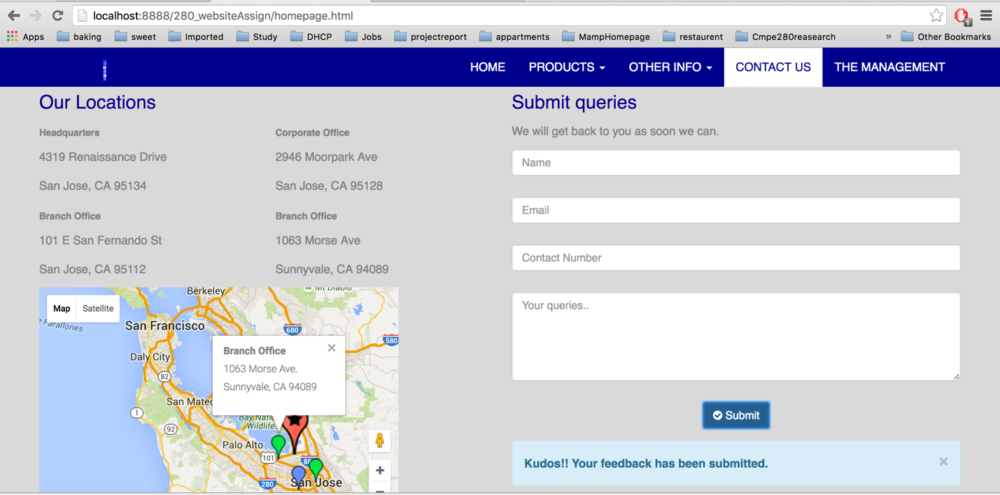 localhost:8888/280_websiteAssign/homepage.html
1
Apps baking sweet Imported Study DHCP Jobs projectreport appartments MampHomepage restaurent Cmpe280reasearch » Other Bookmarks
HOME PRODUCTS OTHER INFO CONTACT US THE MANAGEMENT
Our Locations
Headquarters
4319 Renaissance Drive
San Jose, CA 95134
Corporate Office
2946 Moorpark Ave
San Jose, CA 95128
Branch Office
101 E San Fernando St
San Jose, CA 95112
Branch Office
1063 Morse Ave
Sunnyvale, CA 94089
Map Satellite
Berkeley
Mt Diablo
e Farallones
San Francisco
680
580
Daly City
82
Branch Office
1063 Morse Ave.
Sunnyvale, CA 94089
San Mateo
1
92
Bay Natio
Wildlife
Palo Alto
101
88
280
San Jose
Submit queries
We will get back to you as soon we can.
Name
Email
Contact Number
Your queries..
Submit
Kudos!! Your feedback has been submitted.